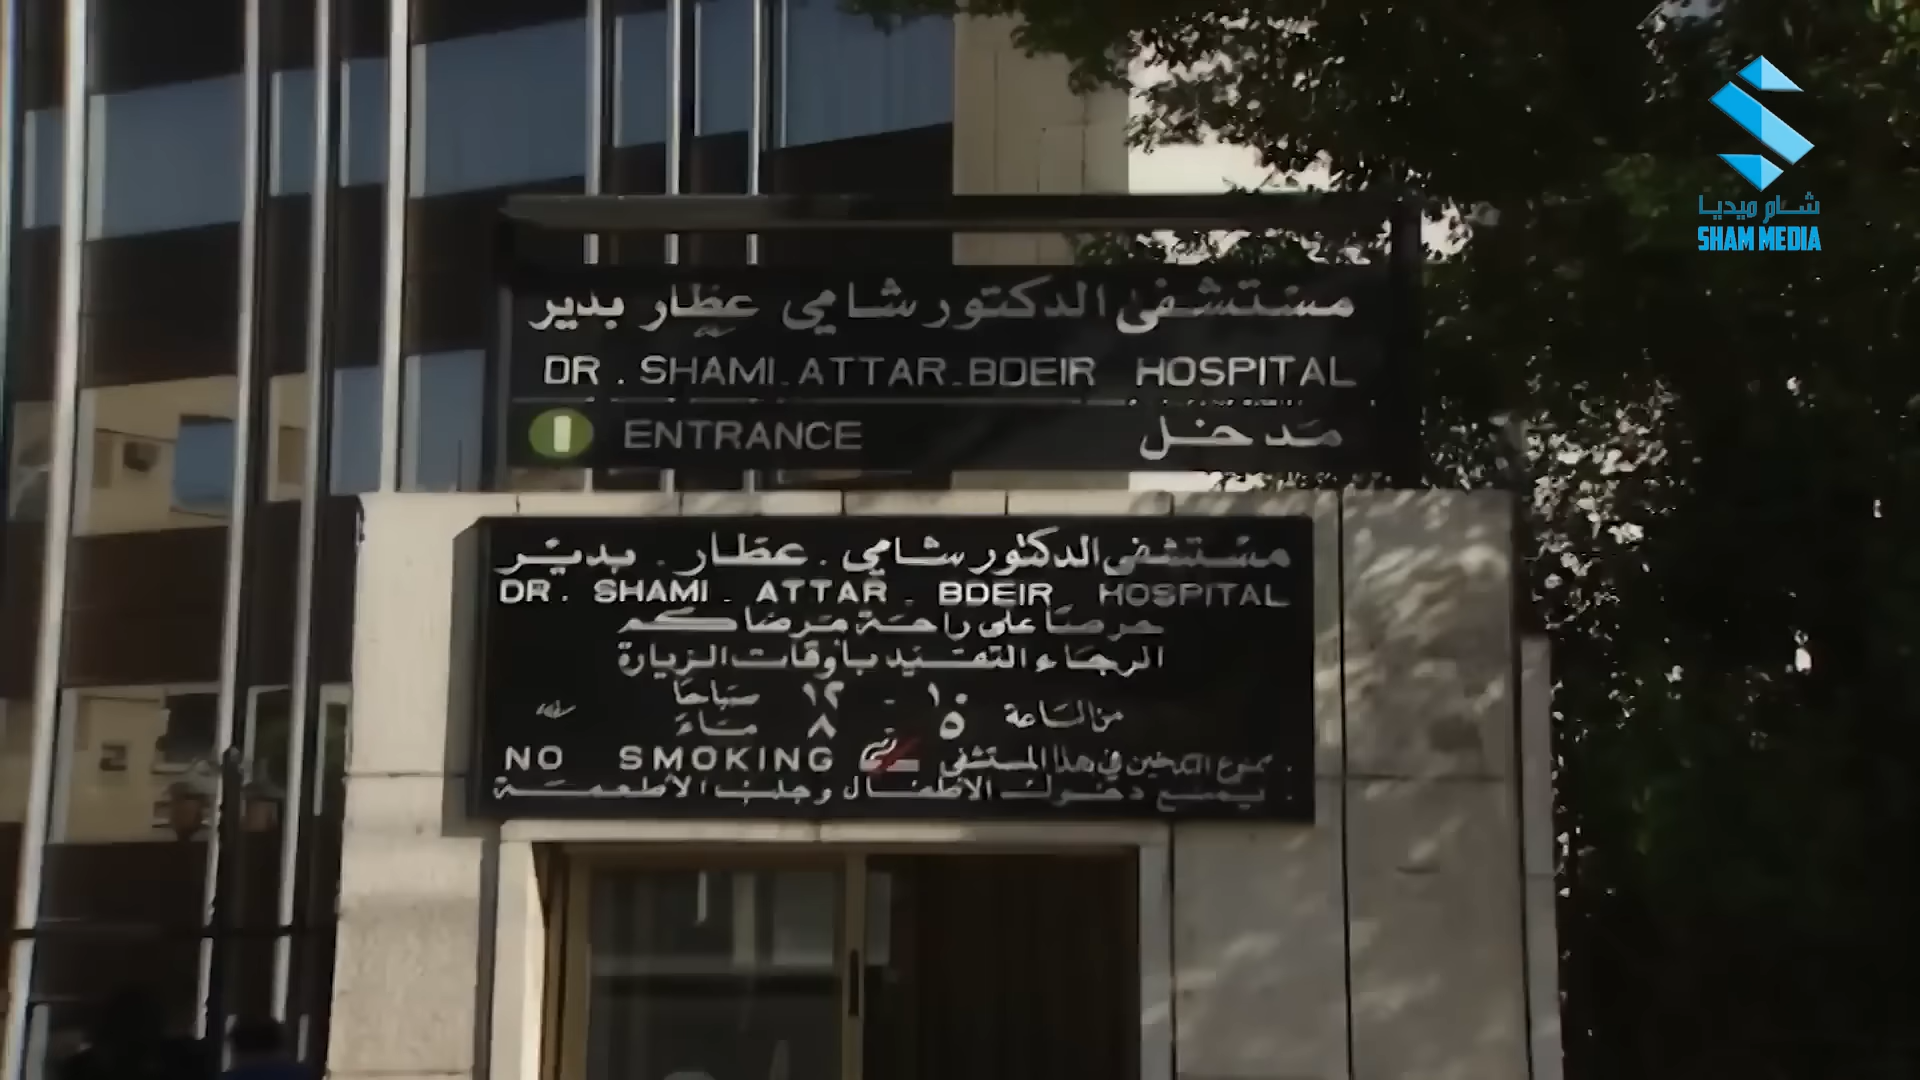 شام ميديا
SHAM MEDIA
مستشفى الدكتور شامي عطار بدير
DR . SHAMI - ATTAR - BDEIR HOSPITAL
ENTRANCE مدخل
مستشفى الدكتور شامي . عطار . بدير
DR . SHAMI . ATTAR . BDEIR HOSPITAL
حرصاً على راحة مرضاكم
الرجاء التقيد بأوقات الزيارة
١٠ - ١٢ صباحاً
من الساعة ٥ - ٨ مساءً
. ممنوع التدخين في هذا المستشفى NO SMOKING
. يمنع دخول الأطفال وجلب الأطعمة